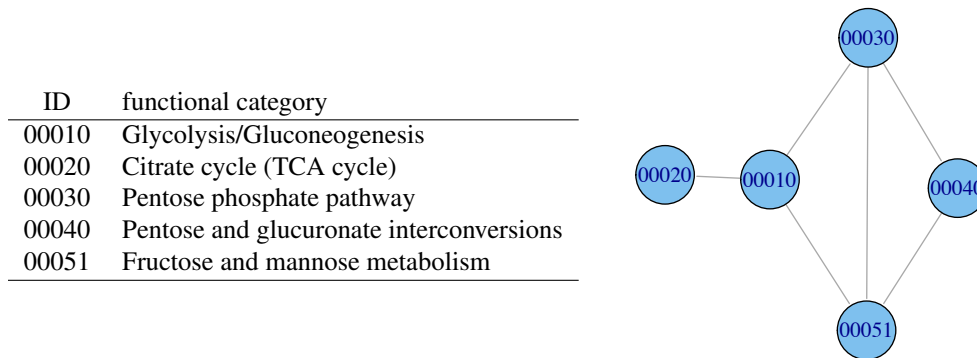 ID functional category
00010 Glycolysis/Gluconeogenesis
00020 Citrate cycle (TCA cycle)
00030 Pentose phosphate pathway
00040 Pentose and glucuronate interconversions
00051 Fructose and mannose metabolism
00030
00020
00010
00040
00051